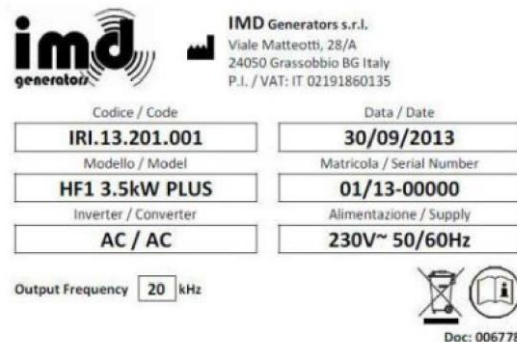 imd
generators
IMD Generators s.r.l.
Viale Matteotti, 28/A
24050 Grassobbio BG Italy
P.I. / VAT: IT 02191860135
Codice / Code
IRI.13.201.001
Data / Date
30/09/2013
Modello / Model
HF1 3.5kW PLUS
Matricola / Serial Number
01/13-00000
Inverter / Converter
AC / AC
Alimentazione / Supply
230V~ 50/60Hz
Output Frequency 20 kHz
Doc: 006778